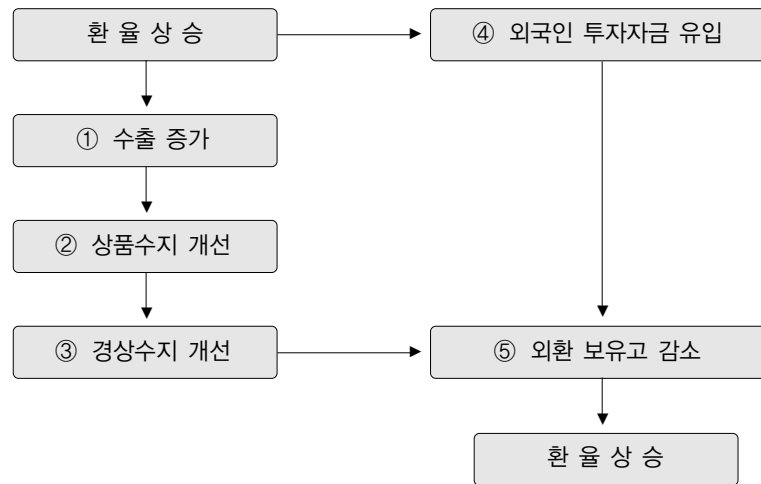 환 율 상 승
④ 외국인 투자자금 유입
① 수출 증가
② 상품수지 개선
③ 경상수지 개선
⑤ 외환 보유고 감소
환 율 상 승